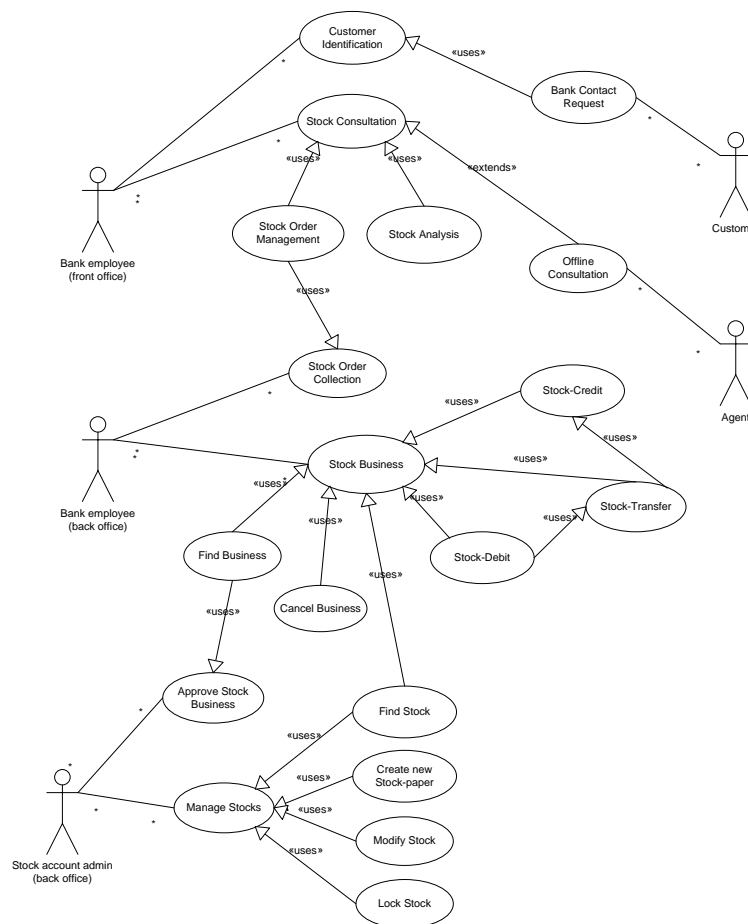 Customer
Identification
«uses»
*
Bank Contact
Request
*
*
Stock Consultation
*
«uses»
«uses»
«extends»
*
*
Bank employee
(front office)
Stock Order
Management
Stock Analysis
Custom
Offline
Consultation
*
*
«uses»
Stock Order
Collection
*
Agent
Stock-Credit
«uses»
«uses»
*
*
Bank employee
(back office)
Stock Business
*
«uses»
«uses»
«uses»
«uses»
Stock-Transfer
Find Business
Stock-Debit
«uses»
«uses»
Cancel Business
«uses»
Approve Stock
Business
*
*
Find Stock
«uses»
Create new
Stock-paper
«uses»
*
*
Manage Stocks
«uses»
Modify Stock
«uses»
Lock Stock
Stock account admin
(back office)